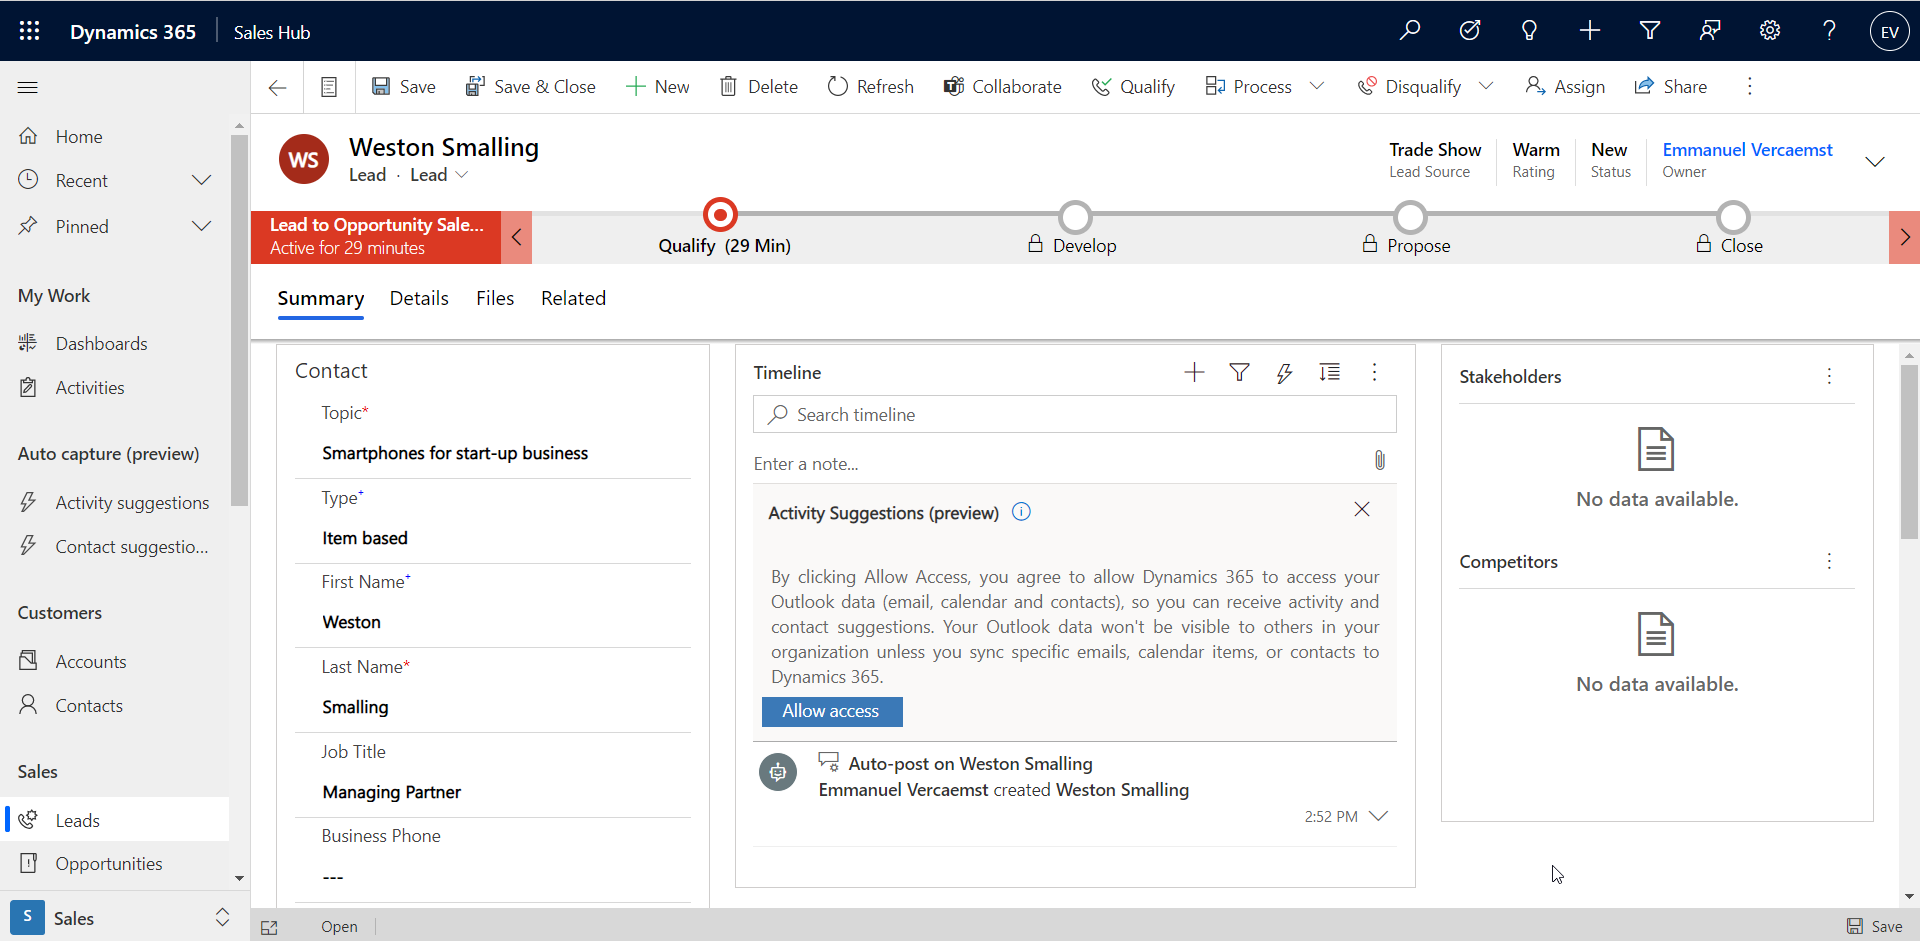 Dynamics 365
Sales Hub
EV
Save
Save & Close
New
Delete
Refresh
Collaborate
Qualify
Process
Disqualify
Assign
Share
Home
Recent
Pinned
My Work
Dashboards
Activities
Auto capture (preview)
Activity suggestions
Contact suggestio...
Customers
Accounts
Contacts
Sales
Leads
Opportunities
S
Sales
WS
Weston Smalling
Lead · Lead
Trade Show
Lead Source
Warm
Rating
New
Status
Emmanuel Vercaemst
Owner
Lead to Opportunity Sale...
Active for 29 minutes
Qualify (29 Min)
Develop
Propose
Close
Summary
Details
Files
Related
Contact
Topic*
Smartphones for start-up business
Type+
Item based
First Name+
Weston
Last Name*
Smalling
Job Title
Managing Partner
Business Phone
---
Timeline
Search timeline
Enter a note...
Activity Suggestions (preview)
By clicking Allow Access, you agree to allow Dynamics 365 to access your
Outlook data (email, calendar and contacts), so you can receive activity and
contact suggestions. Your Outlook data won't be visible to others in your
organization unless you sync specific emails, calendar items, or contacts to
Dynamics 365.
Allow access
Auto-post on Weston Smalling
Emmanuel Vercaemst created Weston Smalling
2:52 PM
Stakeholders
No data available.
Competitors
No data available.
Open
Save